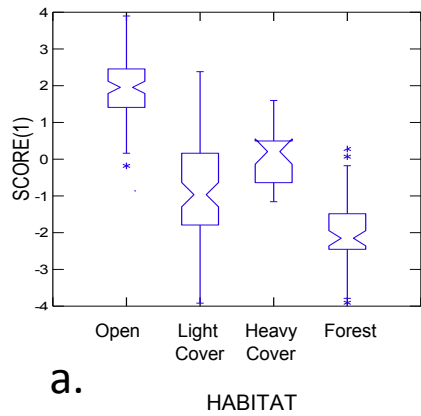 4
3
2
1
0
-1
-2
-3
-4
SCORE(1)
Open Light Heavy Forest
Cover Cover
a.
HABITAT